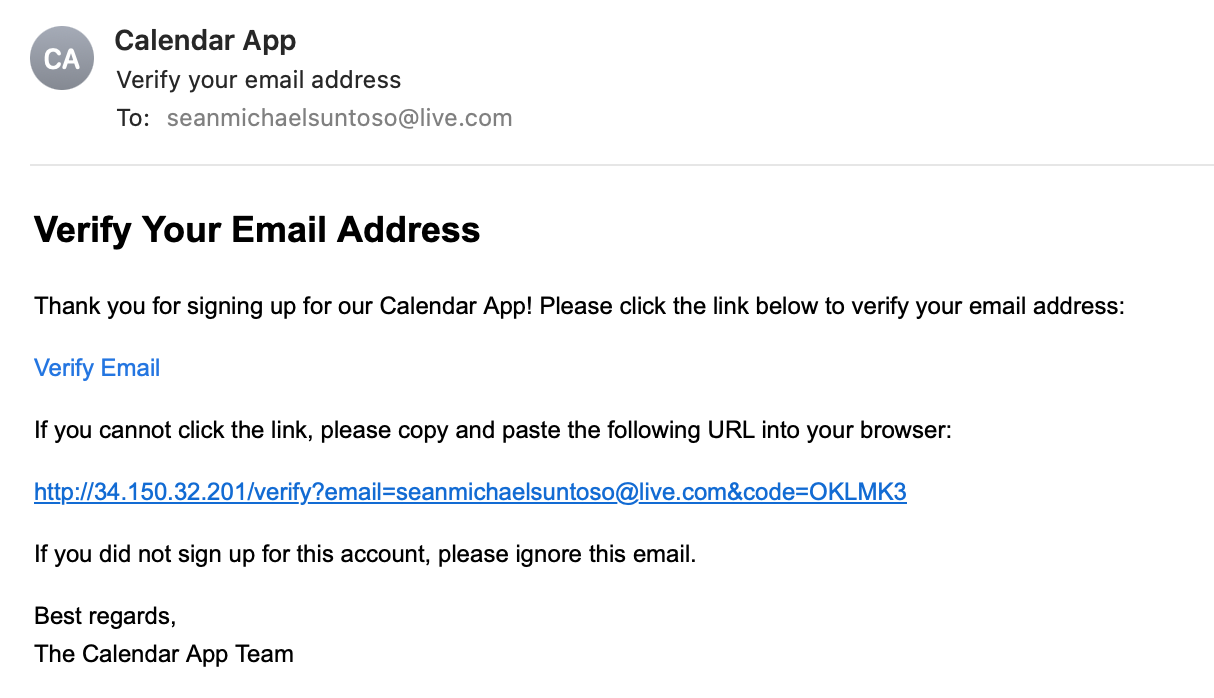 CA
Calendar App
Verify your email address
To: seanmichaelsuntoso@live.com
Verify Your Email Address
Thank you for signing up for our Calendar App! Please click the link below to verify your email address:
Verify Email
If you cannot click the link, please copy and paste the following URL into your browser:
http://34.150.32.201/verify?email=seanmichaelsuntoso@live.com&code=OKLMK3
If you did not sign up for this account, please ignore this email.
Best regards,
The Calendar App Team